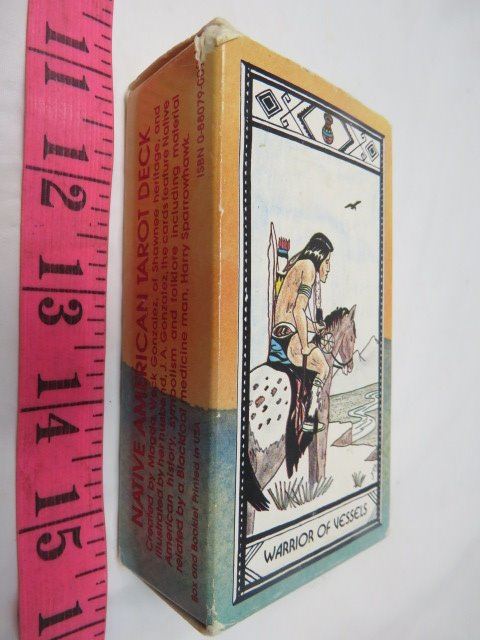 11
12
13
14
15
NATIVE AMERICAN TAROT DECK
Created by Magda Weck Gonzalez, of Shawnee heritage, and
illustrated by her husband, J. A. Gonzalez, the cards feature Native
American history, symbolism and folklore including material
related by a Blackfoot medicine man, Harry Sparrowhawk.
Box and Booklet Printed in USA
ISBN 0-88079-
WARRIOR OF VESSELS